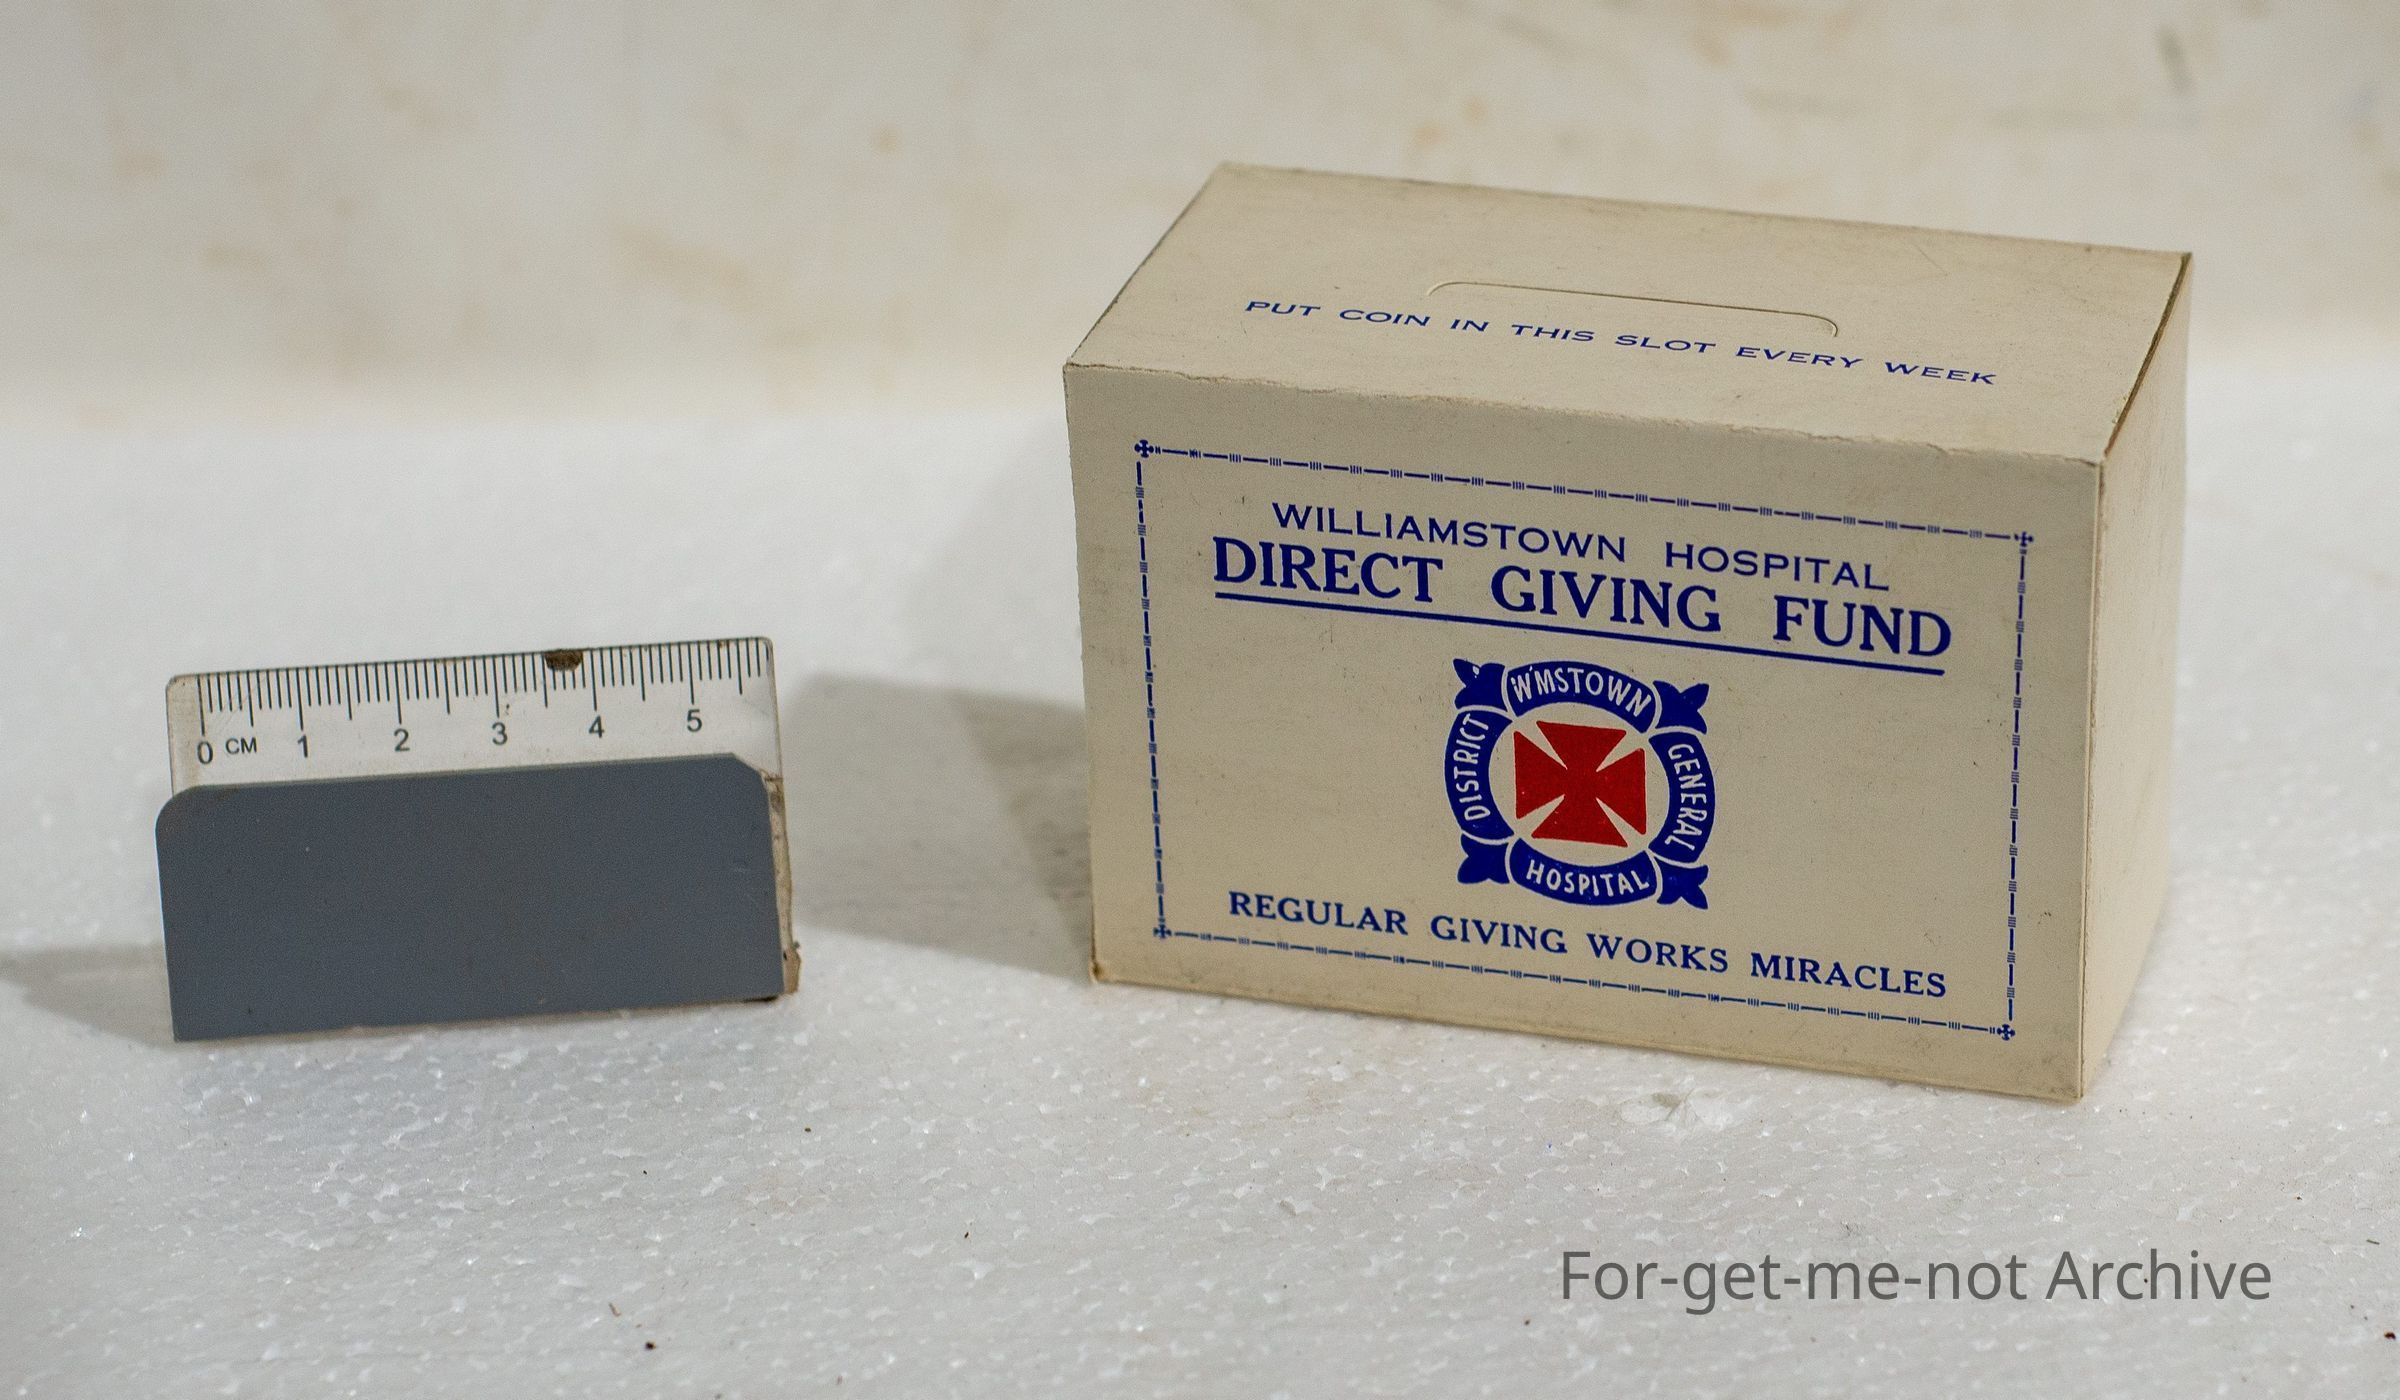 PUT COIN IN THIS SLOT EVERY WEEK
WILLIAMSTOWN HOSPITAL
DIRECT GIVING FUND
W'MSTOWN
DISTRICT
GENERAL
HOSPITAL
REGULAR GIVING WORKS MIRACLES
0 CM 1 2 3 4 5
For-get-me-not Archive